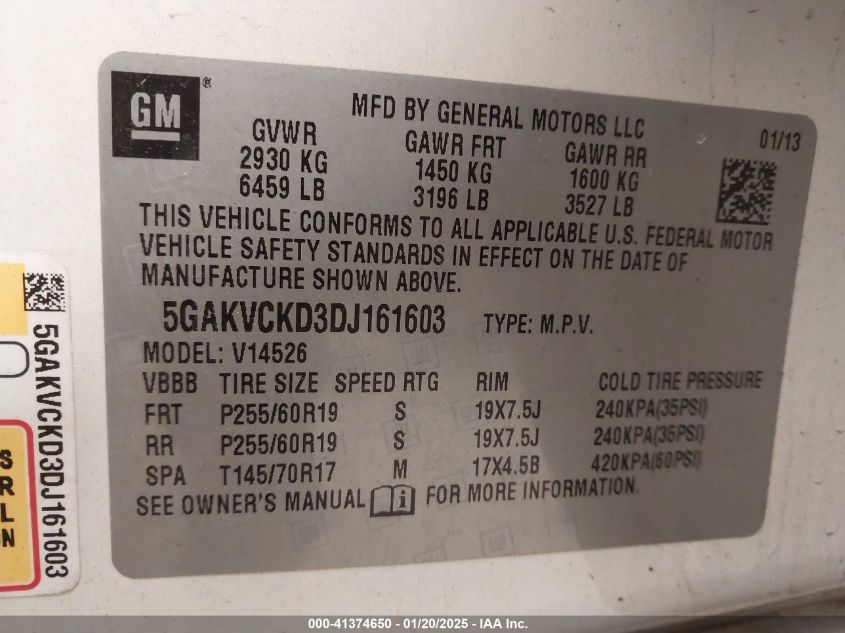 GM ®
MFD BY GENERAL MOTORS LLC
01/13
GVWR GAWR FRT GAWR RR
2930 KG 1450 KG 1600 KG
6459 LB 3196 LB 3527 LB
THIS VEHICLE CONFORMS TO ALL APPLICABLE U.S. FEDERAL MOTOR
VEHICLE SAFETY STANDARDS IN EFFECT ON THE DATE OF
MANUFACTURE SHOWN ABOVE.
5GAKVCKD3DJ161603 TYPE: M.P.V.
MODEL: V14526
VBBB TIRE SIZE SPEED RTG RIM COLD TIRE PRESSURE
FRT P255/60R19 S 19X7.5J 240KPA(35PSI)
RR P255/60R19 S 19X7.5J 240KPA(35PSI)
SPA T145/70R17 M 17X4.5B 420KPA(60PSI)
SEE OWNER'S MANUAL i FOR MORE INFORMATION.
5GAKVCKD3DJ161603
S
R
L
N
000-41374650 — 01/20/2025 — IAA Inc.